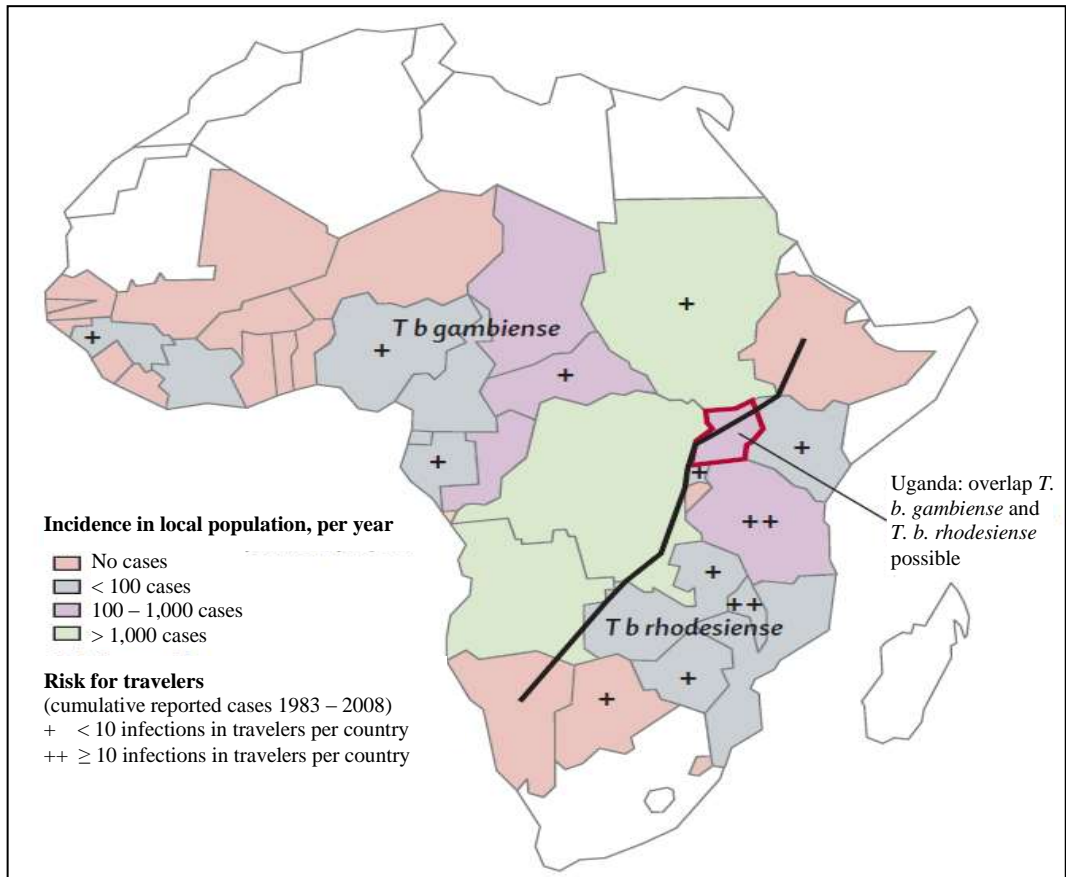 T b gambiense
+
+
+
+
+
+
+
++
+
++
T b rhodesiense
+
+
Uganda: overlap T.
b. gambiense and
T. b. rhodesiense
possible
Incidence in local population, per year
No cases
< 100 cases
100 – 1,000 cases
> 1,000 cases
Risk for travelers
(cumulative reported cases 1983 – 2008)
+ < 10 infections in travelers per country
++ ≥ 10 infections in travelers per country